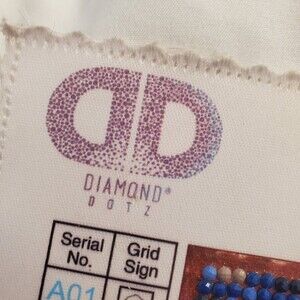 DIAMOND®
DOTZ
Serial Grid
No. Sign
A01